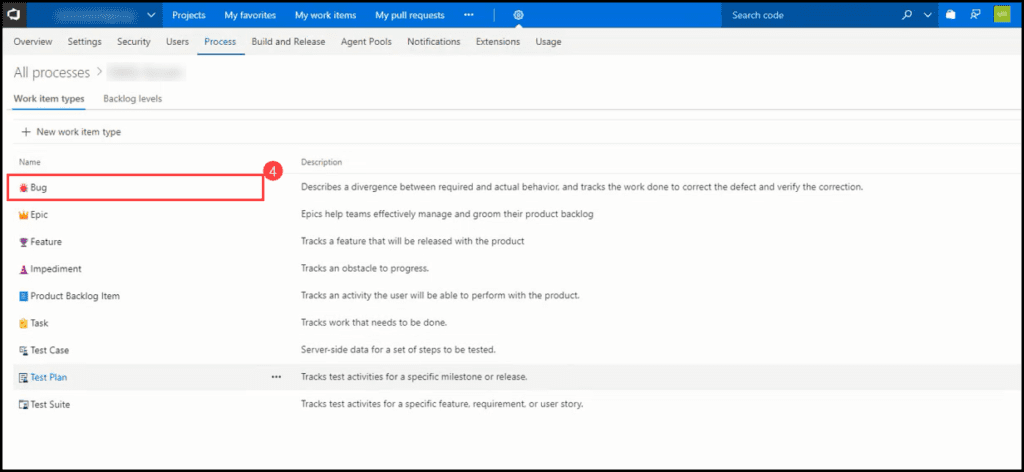 Projects My favorites My work items My pull requests ••• Search code
Overview Settings Security Users Process Build and Release Agent Pools Notifications Extensions Usage
All processes >
Work item types Backlog levels
+ New work item type
Name Description
4
Bug Describes a divergence between required and actual behavior, and tracks the work done to correct the defect and verify the correction.
Epic Epics help teams effectively manage and groom their product backlog
Feature Tracks a feature that will be released with the product
Impediment Tracks an obstacle to progress.
Product Backlog Item Tracks an activity the user will be able to perform with the product.
Task Tracks work that needs to be done.
Test Case Server-side data for a set of steps to be tested.
Test Plan ••• Tracks test activities for a specific milestone or release.
Test Suite Tracks test activites for a specific feature, requirement, or user story.